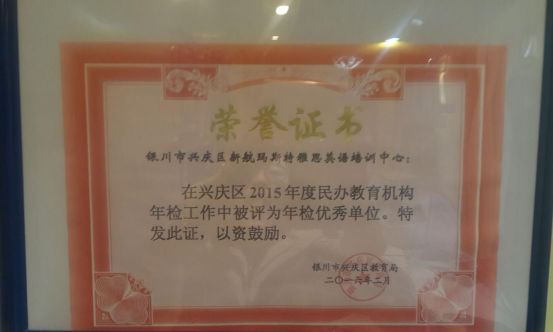 荣誉证书
银川市兴庆区新航玛斯特雅思英语培训中心：
在兴庆区2015年度民办教育机构
年检工作中被评为年检优秀单位。特
发此证，以资鼓励。
银川市兴庆区教育局
二〇一六年二月